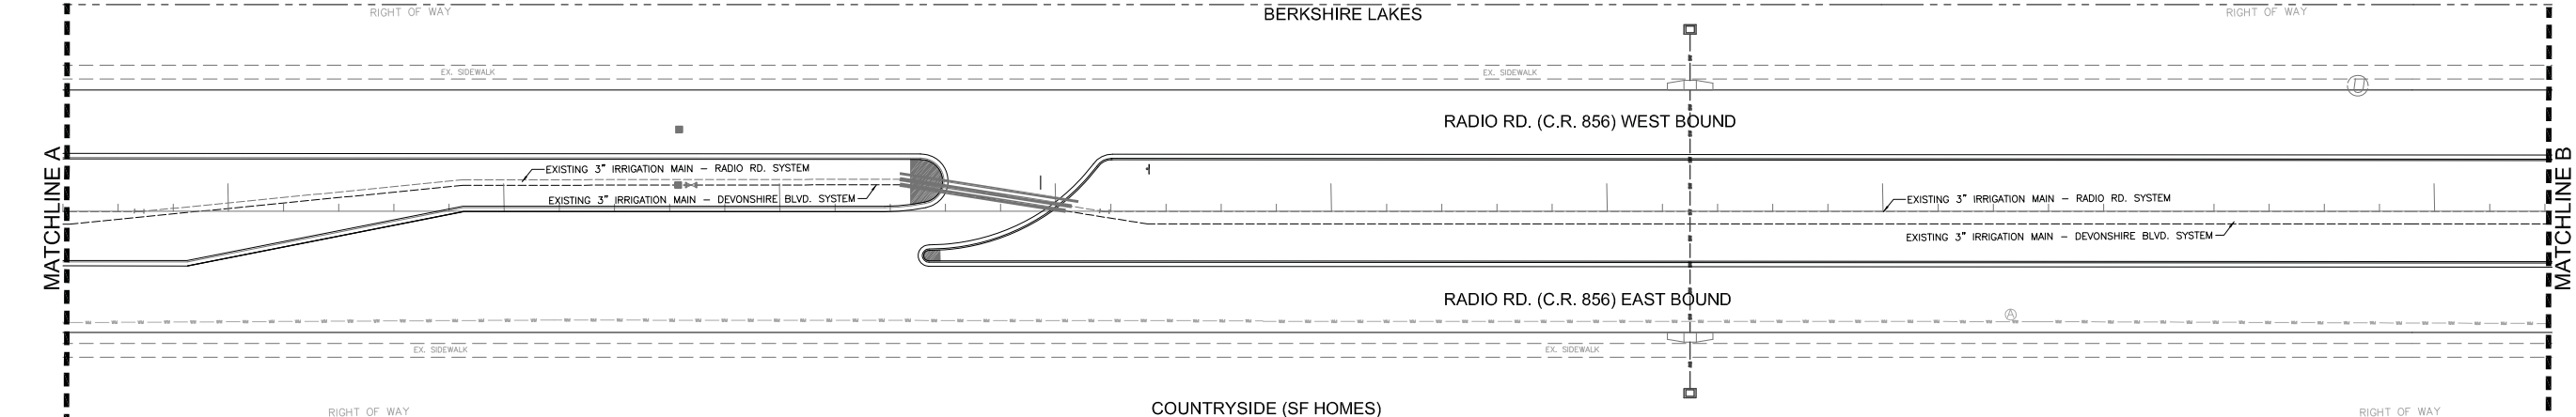 RIGHT OF WAY
BERKSHIRE LAKES
RIGHT OF WAY
EX. SIDEWALK
EX. SIDEWALK
RADIO RD. (C.R. 856) WEST BOUND
MATCHLINE A
MATCHLINE B
EXISTING 3" IRRIGATION MAIN - RADIO RD. SYSTEM
EXISTING 3" IRRIGATION MAIN - DEVONSHIRE BLVD. SYSTEM
EXISTING 3" IRRIGATION MAIN - RADIO RD. SYSTEM
EXISTING 3" IRRIGATION MAIN - DEVONSHIRE BLVD. SYSTEM
RADIO RD. (C.R. 856) EAST BOUND
A
EX. SIDEWALK
EX. SIDEWALK
RIGHT OF WAY
COUNTRYSIDE (SF HOMES)
RIGHT OF WAY